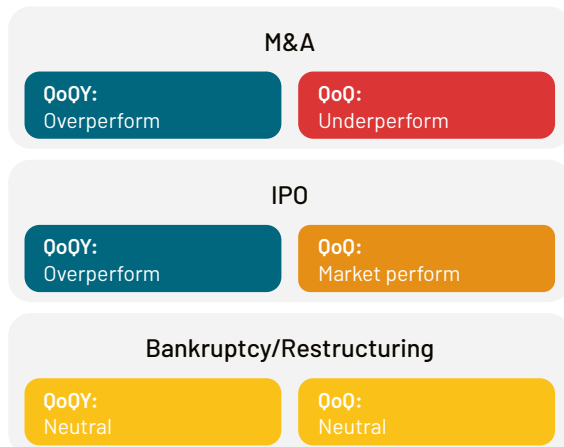 M&A
QoQY:
Overperform
QoQ:
Underperform
IPO
QoQY:
Overperform
QoQ:
Market perform
Bankruptcy/Restructuring
QoQY:
Neutral
QoQ:
Neutral